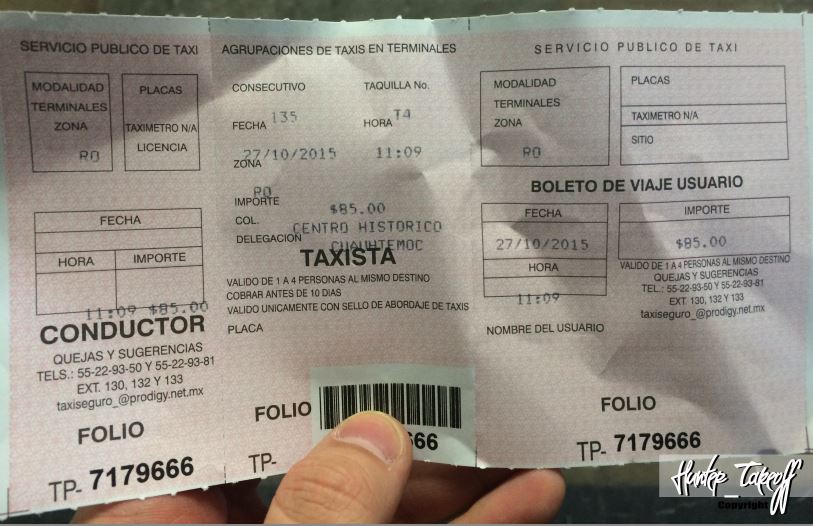 SERVICIO PUBLICO DE TAXI
MODALIDAD
TERMINALES
ZONA
RO
PLACAS
TAXIMETRO N/A
LICENCIA
FECHA
HORA
IMPORTE
11:09 $85.00
CONDUCTOR
QUEJAS Y SUGERENCIAS
TELS.: 55-22-93-50 Y 55-22-93-81
EXT. 130, 132 Y 133
taxiseguro_@prodigy.net.mx
FOLIO
TP- 7179666
AGRUPACIONES DE TAXIS EN TERMINALES
CONSECUTIVO
TAQUILLA No.
135
T4
FECHA
HORA
27/10/2015
11:09
ZONA
RO
IMPORTE
$85.00
COL.
CENTRO HISTORICO
DELEGACION
CUAUHTEMOC
TAXISTA
VALIDO DE 1 A 4 PERSONAS AL MISMO DESTINO
COBRAR ANTES DE 10 DIAS
VALIDO UNICAMENTE CON SELLO DE ABORDAJE DE TAXIS
PLACA
FOLIO
TP-
66
SERVICIO PUBLICO DE TAXI
MODALIDAD
TERMINALES
ZONA
RO
PLACAS
TAXIMETRO N/A
SITIO
BOLETO DE VIAJE USUARIO
FECHA
27/10/2015
HORA
11:09
IMPORTE
$85.00
VALIDO DE 1 A 4 PERSONAS AL MISMO DESTINO
QUEJAS Y SUGERENCIAS
TEL.: 55-22-93-50 Y 55-22-93-81
EXT. 130, 132 Y 133
taxiseguro_@prodigy.net.mx
NOMBRE DEL USUARIO
FOLIO
TP- 7179666
Hunter_Takeoff
Copyright